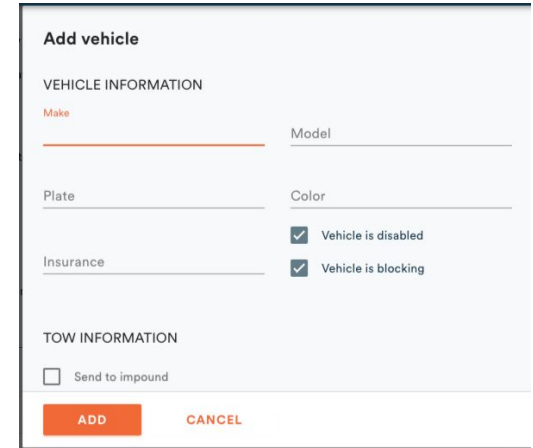 Add vehicle
VEHICLE INFORMATION
Make
Model
Plate
Color
Vehicle is disabled
Insurance
Vehicle is blocking
TOW INFORMATION
Send to impound
ADD CANCEL